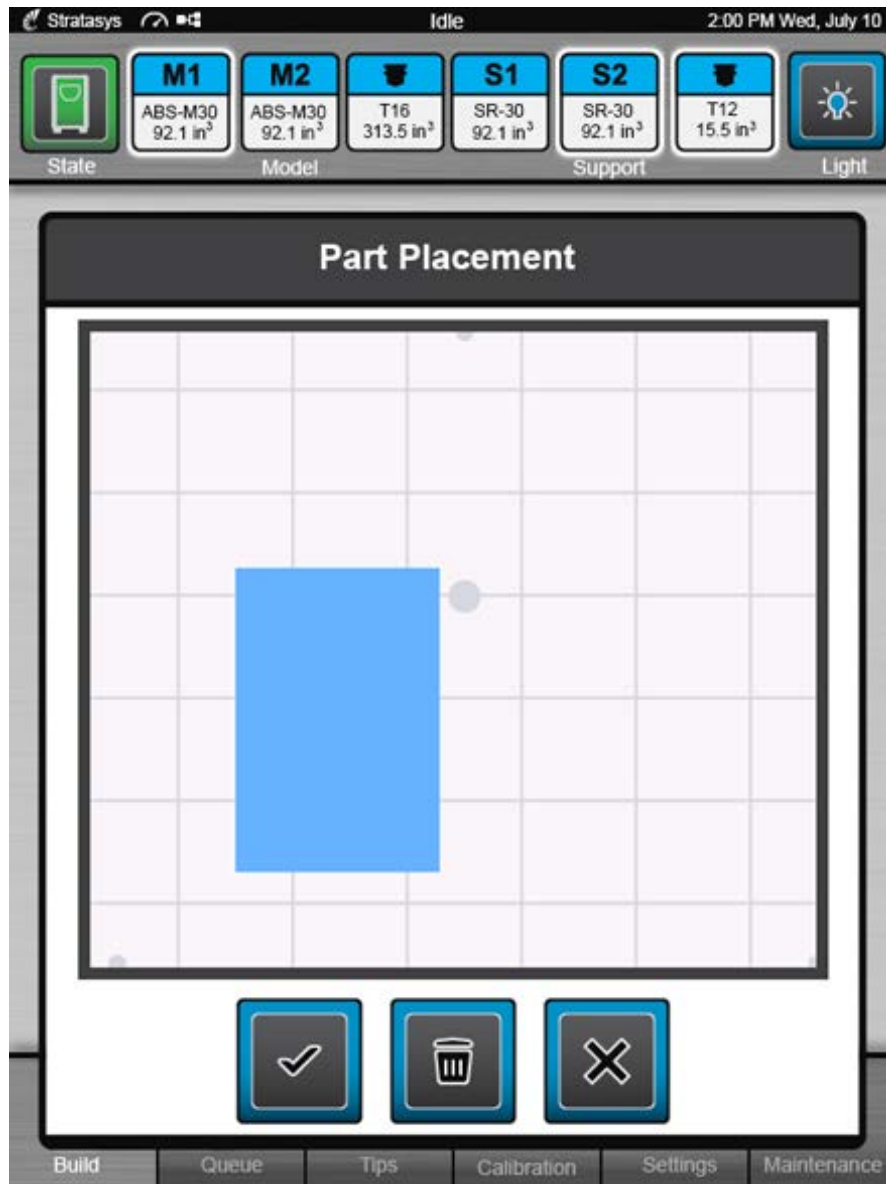 Stratasys Idle 2:00 PM Wed, July 10
M1 M2 S1 S2
ABS-M30 ABS-M30 T16 SR-30 SR-30 T12
92.1 in³ 92.1 in³ 313.5 in³ 92.1 in³ 92.1 in³ 15.5 in³
State Model Support Light
Part Placement
Build Queue Tips Calibration Settings Maintenance